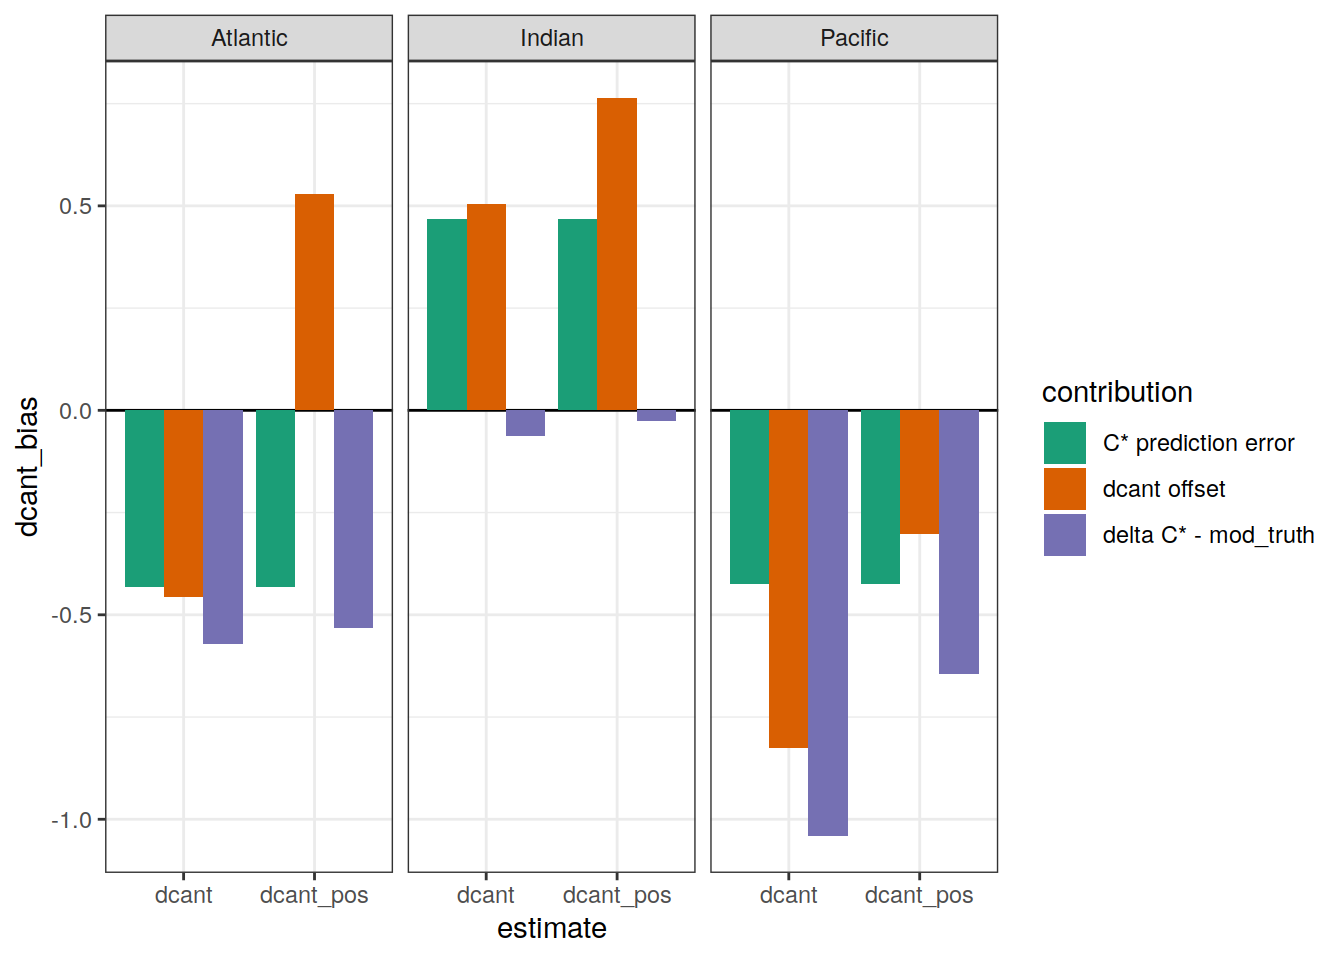 Atlantic
Indian
Pacific
0.5
0.0
-0.5
-1.0
dcant_bias
dcant
dcant_pos
dcant
dcant_pos
dcant
dcant_pos
estimate
contribution
C* prediction error
dcant offset
delta C* - mod_truth